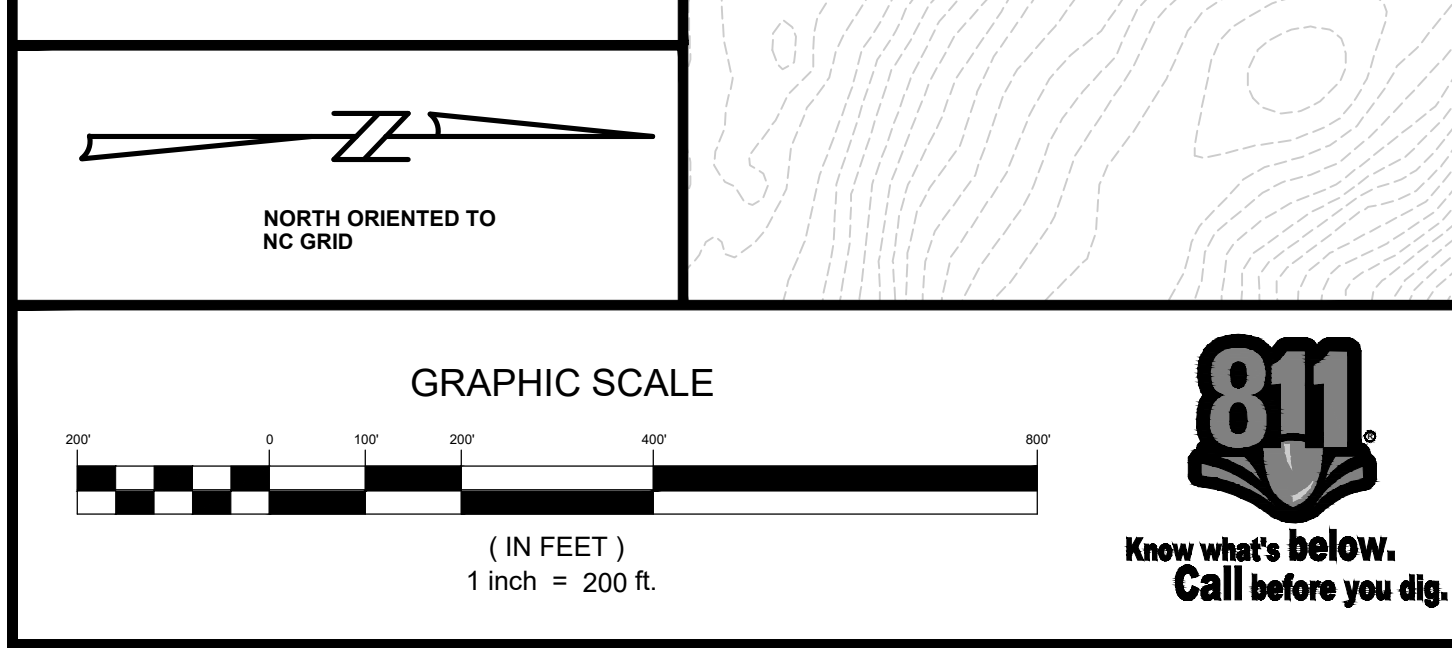 N
NORTH ORIENTED TO
NC GRID
GRAPHIC SCALE
200' 0 100' 200' 400' 800'
( IN FEET )
1 inch = 200 ft.
811®
Know what's below.
Call before you dig.